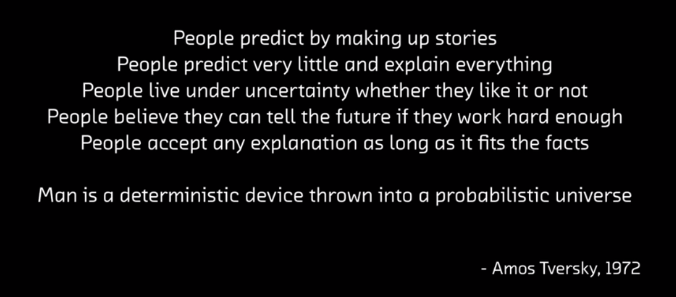 People predict by making up stories
People predict very little and explain everything
People live under uncertainty whether they like it or not
People believe they can tell the future if they work hard enough
People accept any explanation as long as it fits the facts
Man is a deterministic device thrown into a probabilistic universe
- Amos Tversky, 1972